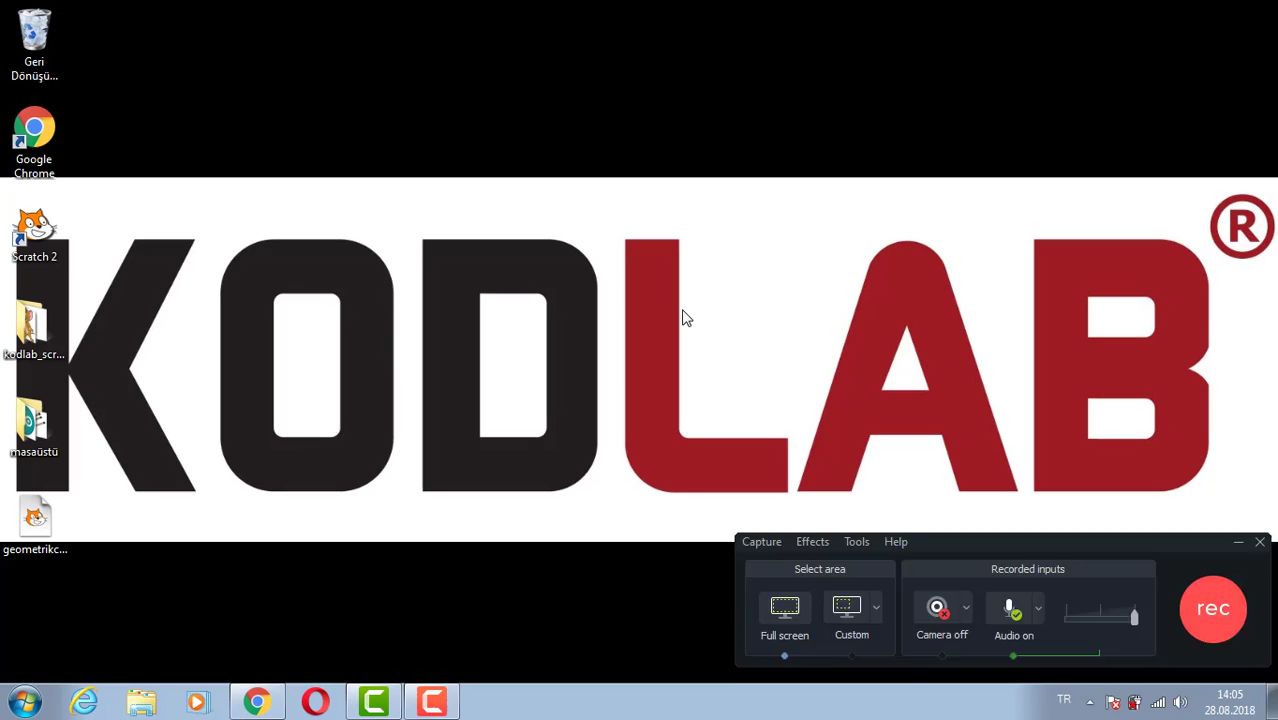 Geri
Dönüşü...
Google
Chrome
Scratch 2
kodlab_scr...
masaüstü
geometrikc...
KODLAB®
Capture Effects Tools Help
Select area
Recorded inputs
Full screen
Custom
Camera off
Audio on
rec
TR
14:05
28.08.2018